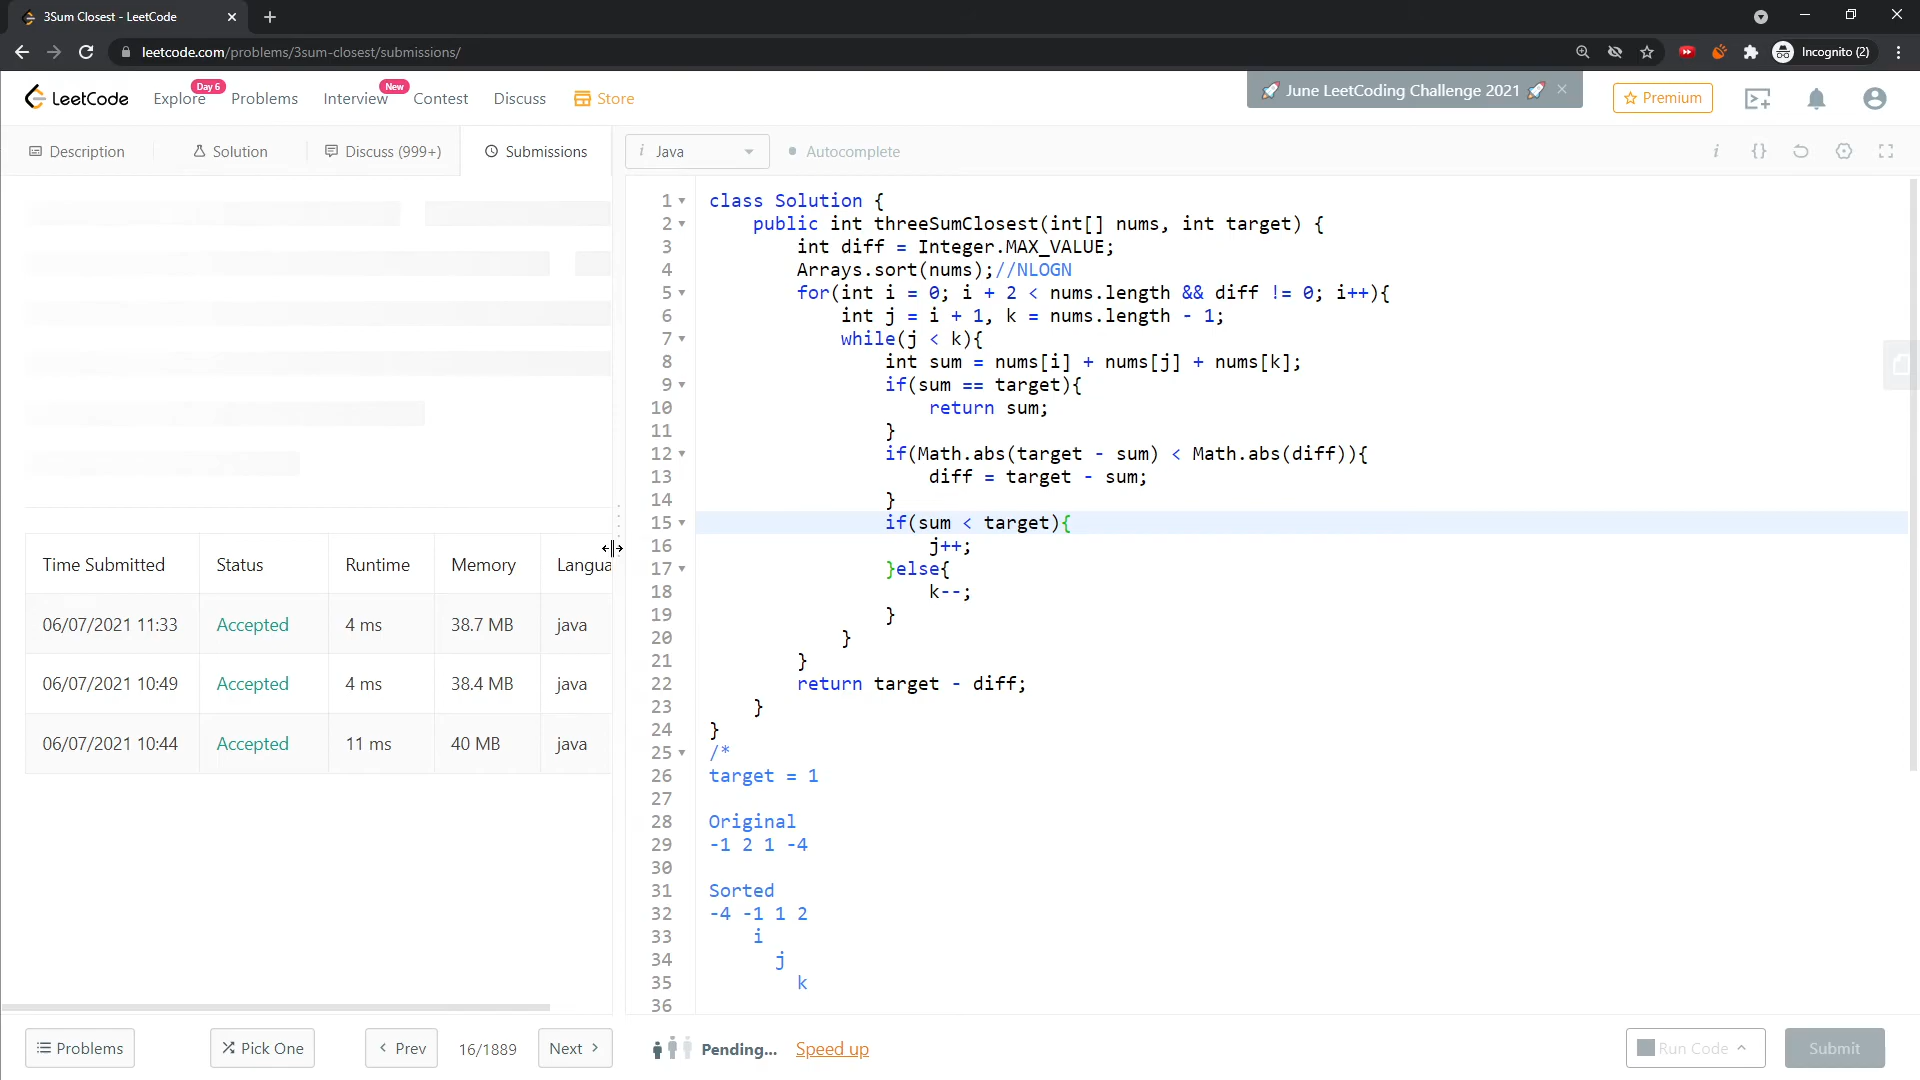 3Sum Closest - LeetCode
leetcode.com/problems/3sum-closest/submissions/
Incognito (2)
LeetCode
Explore
Day 6
Problems
Interview
New
Contest
Discuss
Store
🚀 June LeetCoding Challenge 2021 🚀
Premium
Description
Solution
Discuss (999+)
Submissions
i Java
Autocomplete
i {}
1 class Solution {
2     public int threeSumClosest(int[] nums, int target) {
3         int diff = Integer.MAX_VALUE;
4         Arrays.sort(nums);//NLOGN
5         for(int i = 0; i + 2 < nums.length && diff != 0; i++){
6             int j = i + 1, k = nums.length - 1;
7             while(j < k){
8                 int sum = nums[i] + nums[j] + nums[k];
9                 if(sum == target){
10                     return sum;
11                 }
12                 if(Math.abs(target - sum) < Math.abs(diff)){
13                     diff = target - sum;
14                 }
15                 if(sum < target){
16                     j++;
17                 }else{
18                     k--;
19                 }
20             }
21         }
22         return target - diff;
23     }
24 }
25 /*
26 target = 1
27
28 Original
29 -1 2 1 -4
30
31 Sorted
32 -4 -1 1 2
33     i
34       j
35         k
36
Time Submitted Status Runtime Memory Langua
06/07/2021 11:33 Accepted 4 ms 38.7 MB java
06/07/2021 10:49 Accepted 4 ms 38.4 MB java
06/07/2021 10:44 Accepted 11 ms 40 MB java
Problems
Pick One
Prev
16/1889
Next
Pending...
Speed up
Run Code
Submit